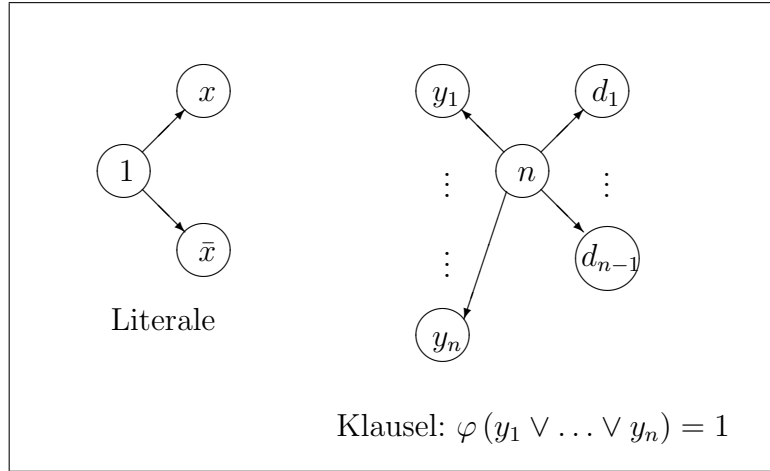 x
1
x̄
Literale
y₁
d₁
n
⋮
⋮
⋮
dₙ₋₁
yₙ
Klausel: φ (y₁ ∨ … ∨ yₙ) = 1